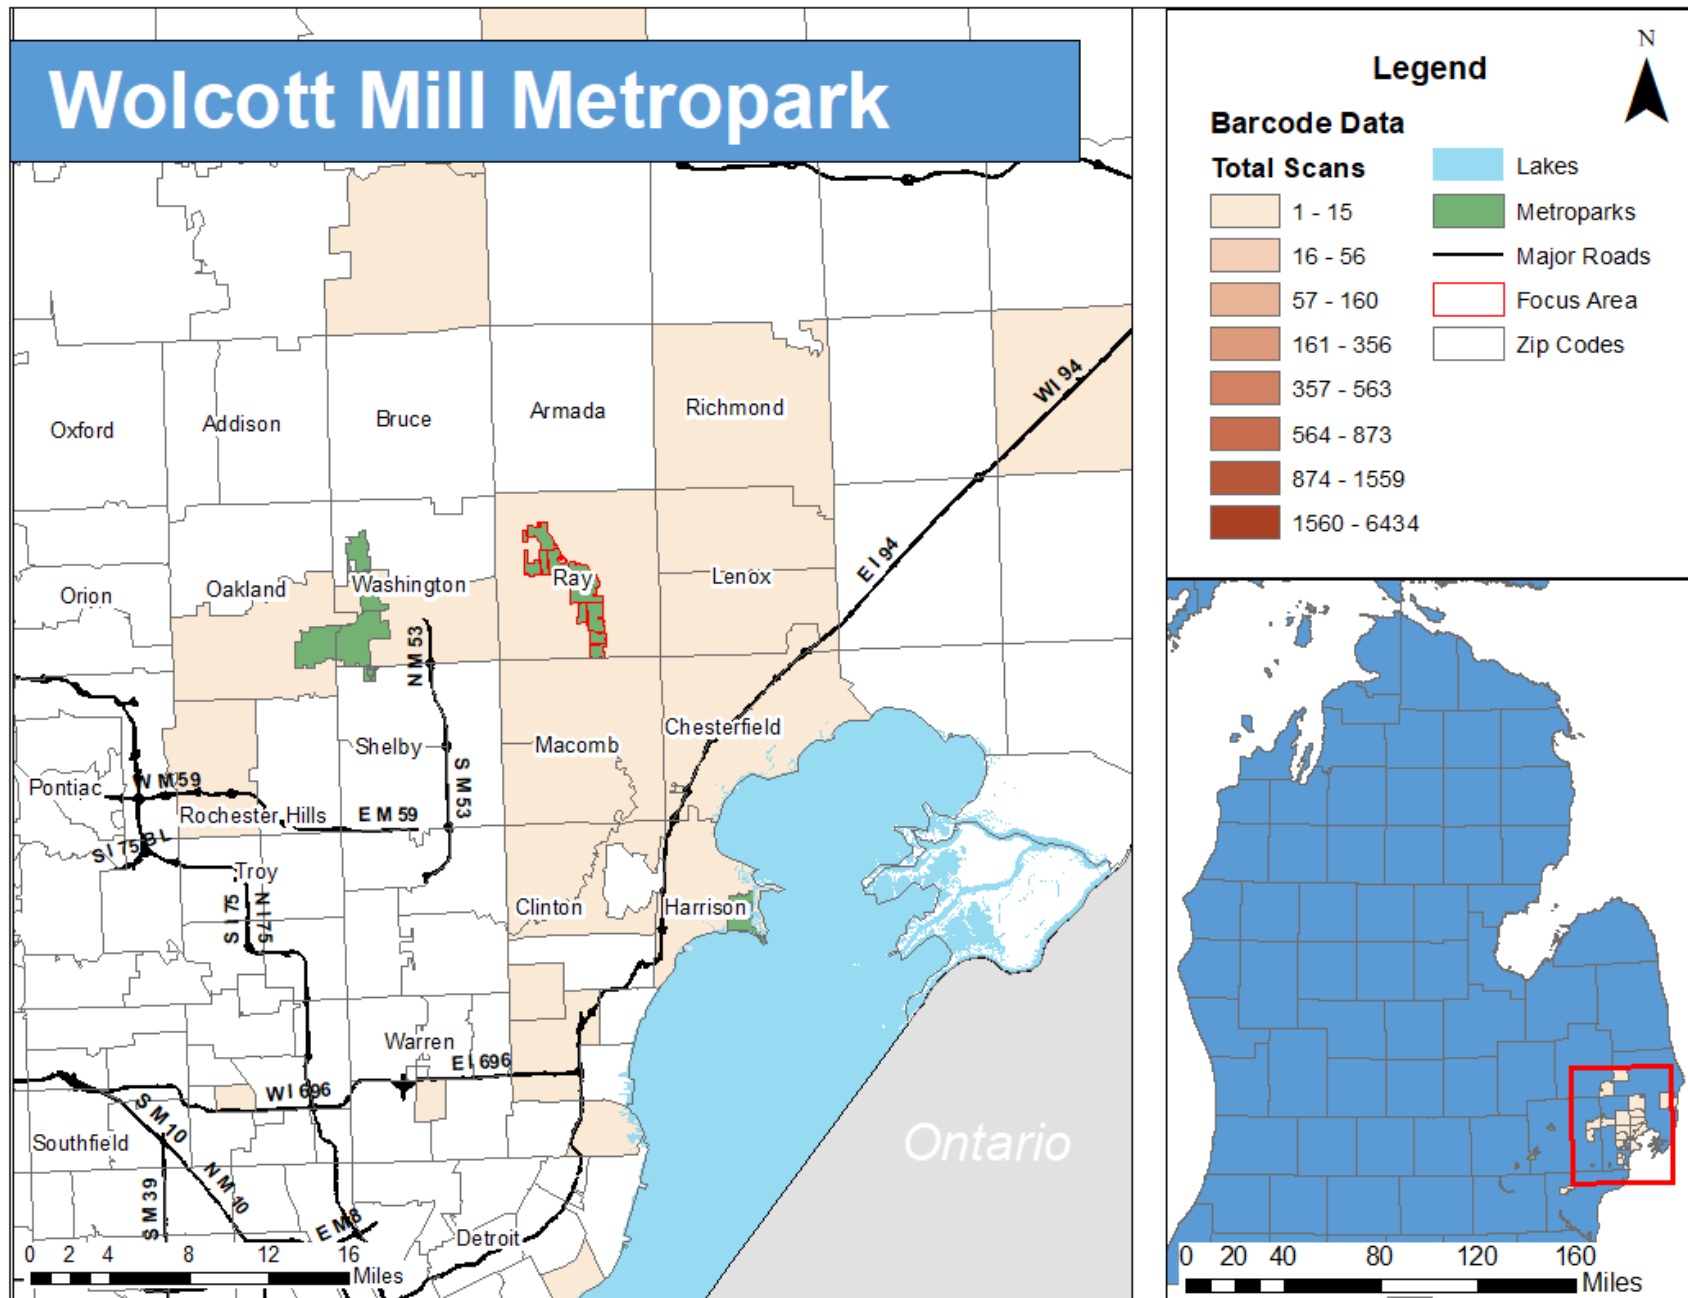 Wolcott Mill Metropark
N
Legend
Barcode Data
Total Scans
1 - 15
16 - 56
57 - 160
161 - 356
357 - 563
564 - 873
874 - 1559
1560 - 6434
Lakes
Metroparks
Major Roads
Focus Area
Zip Codes
W I 94
Oxford
Addison
Bruce
Armada
Richmond
E I 94
Orion
Oakland
Washington
Ray
Lenox
N M 53
Chesterfield
Shelby
Macomb
S M 53
Pontiac
W M 59
Rochester Hills
E M 59
S I 75 BL
Troy
S I 75
N I 75
Clinton
Harrison
Warren
E I 696
W I 696
S M 10
Southfield
N M 10
S M 39
E M 8
Detroit
Ontario
0 2 4 8 12 16
Miles
0 20 40 80 120 160
Miles